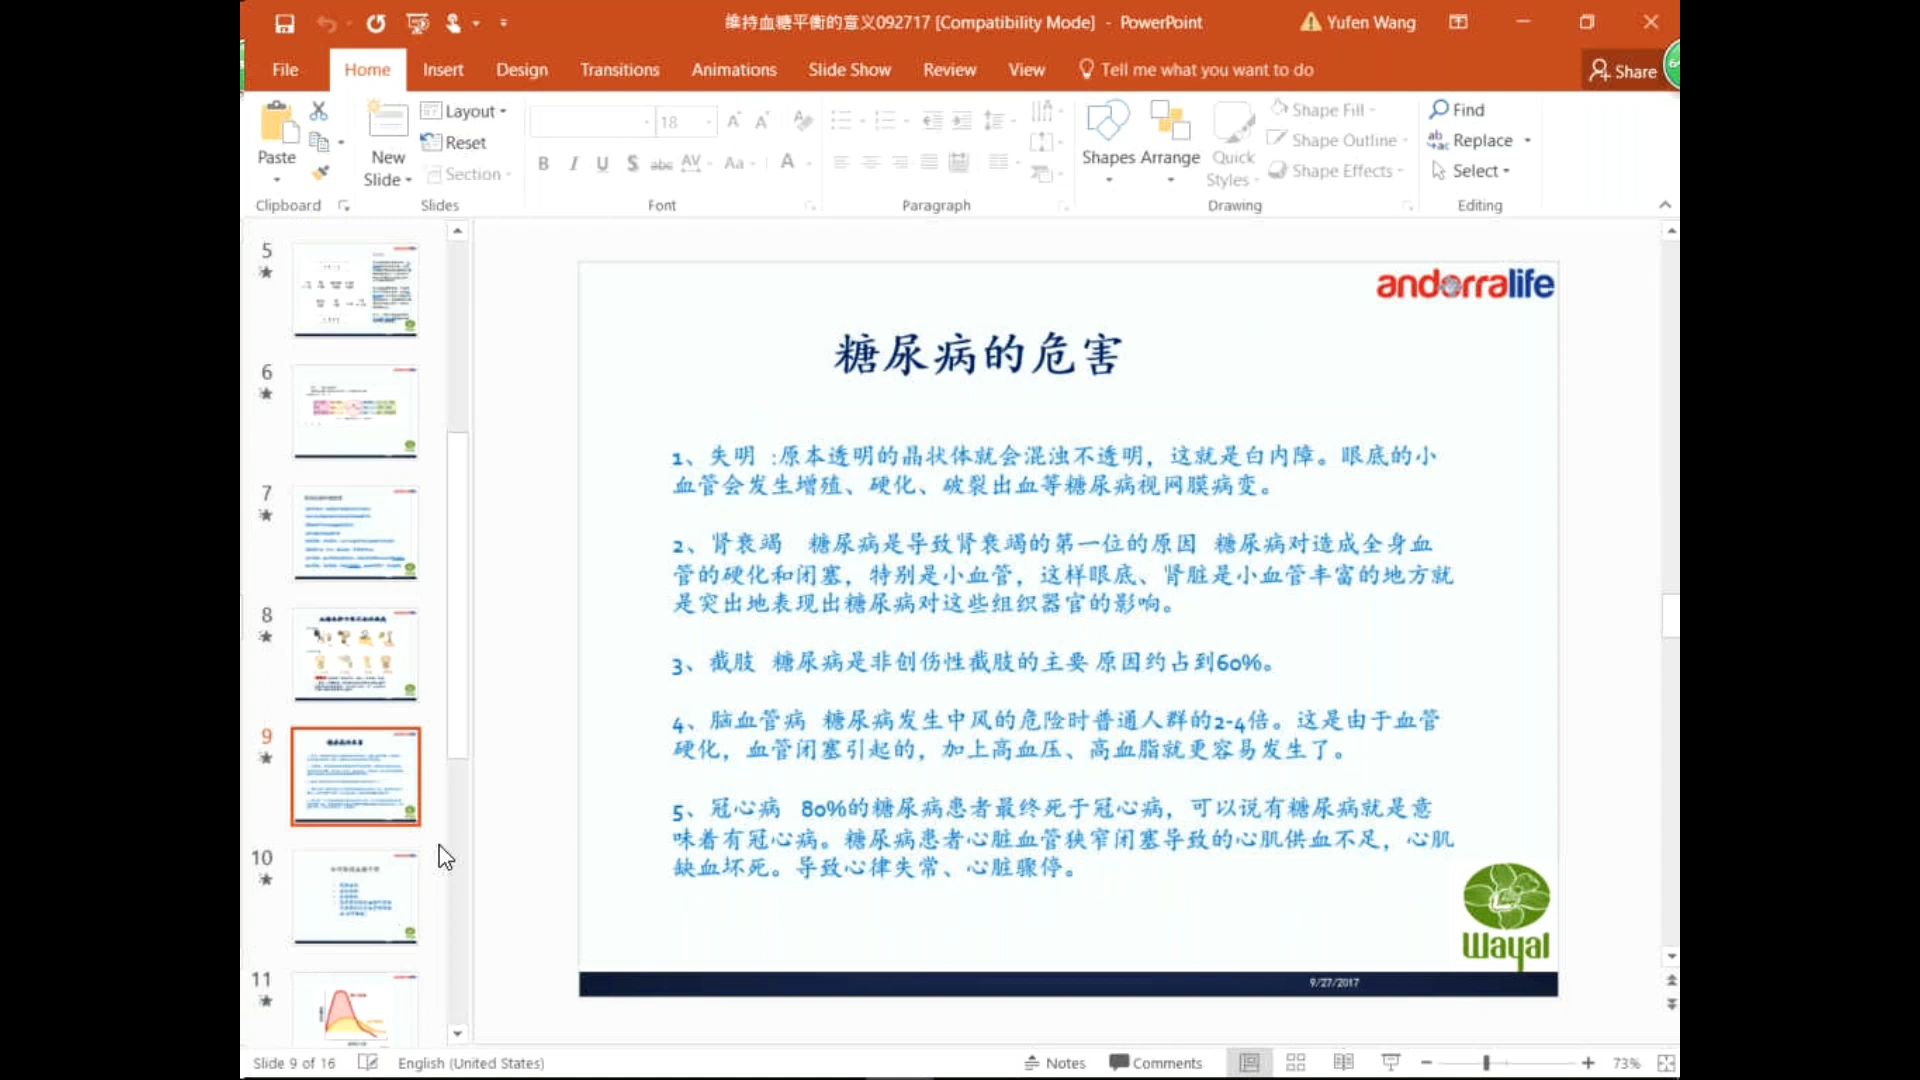 维持血糖平衡的意义092717 [Compatibility Mode] - PowerPoint
Yufen Wang
File
Home
Insert
Design
Transitions
Animations
Slide Show
Review
View
Tell me what you want to do
Share
Paste
New
Slide
Layout
Reset
Section
18
B I U S abc AV Aa A
Shapes
Arrange
Quick
Styles
Shape Fill
Shape Outline
Shape Effects
Find
Replace
Select
Clipboard
Slides
Font
Paragraph
Drawing
Editing
5
6
7
8
9
10
11
andorralife
糖尿病的危害
1、失明 :原本透明的晶状体就会混浊不透明，这就是白内障。眼底的小
血管会发生增殖、硬化、破裂出血等糖尿病视网膜病变。
2、肾衰竭 糖尿病是导致肾衰竭的第一位的原因 糖尿病对造成全身血
管的硬化和闭塞，特别是小血管，这样眼底、肾脏是小血管丰富的地方就
是突出地表现出糖尿病对这些组织器官的影响。
3、截肢 糖尿病是非创伤性截肢的主要 原因约占到60%。
4、脑血管病 糖尿病发生中风的危险时普通人群的2-4倍。这是由于血管
硬化，血管闭塞引起的，加上高血压、高血脂就更容易发生了。
5、冠心病 80%的糖尿病患者最终死于冠心病，可以说有糖尿病就是意
味着有冠心病。糖尿病患者心脏血管狭窄闭塞导致的心肌供血不足，心肌
缺血坏死。导致心律失常、心脏骤停。
Wayal
9/27/2017
Slide 9 of 16
English (United States)
Notes
Comments
73%